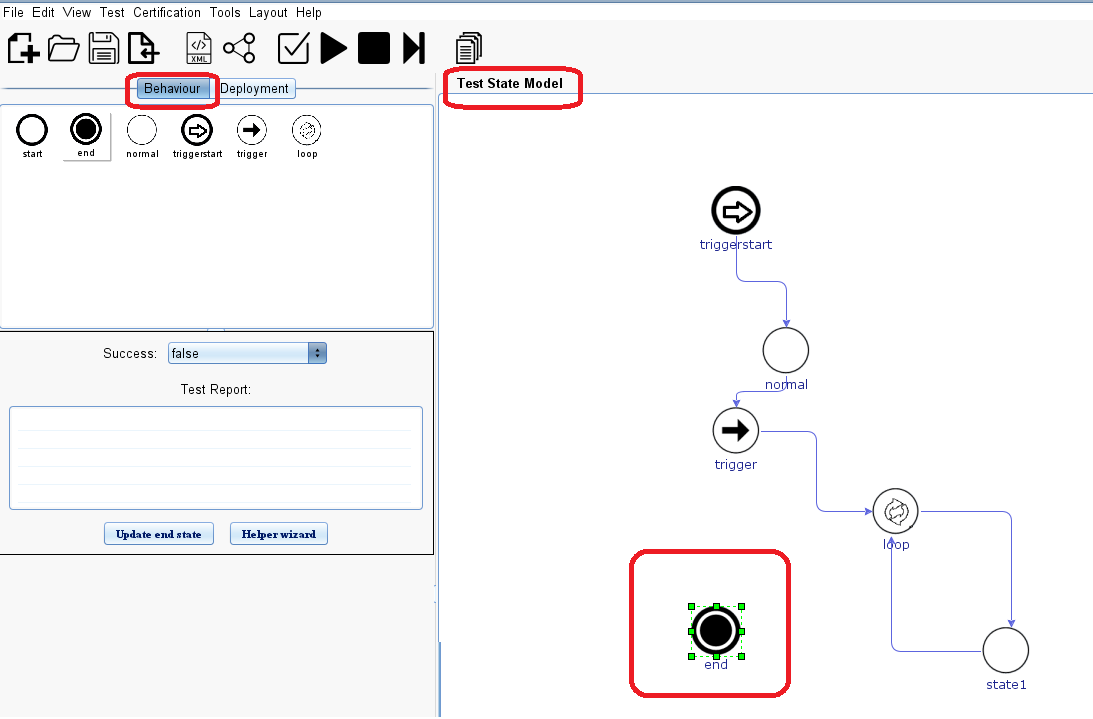 File Edit View Test Certification Tools Layout Help
</> XML
Behaviour Deployment
Test State Model
start end normal triggerstart trigger loop
triggerstart
normal
trigger
loop
end
state1
Success: false
Test Report:
Update end state Helper wizard